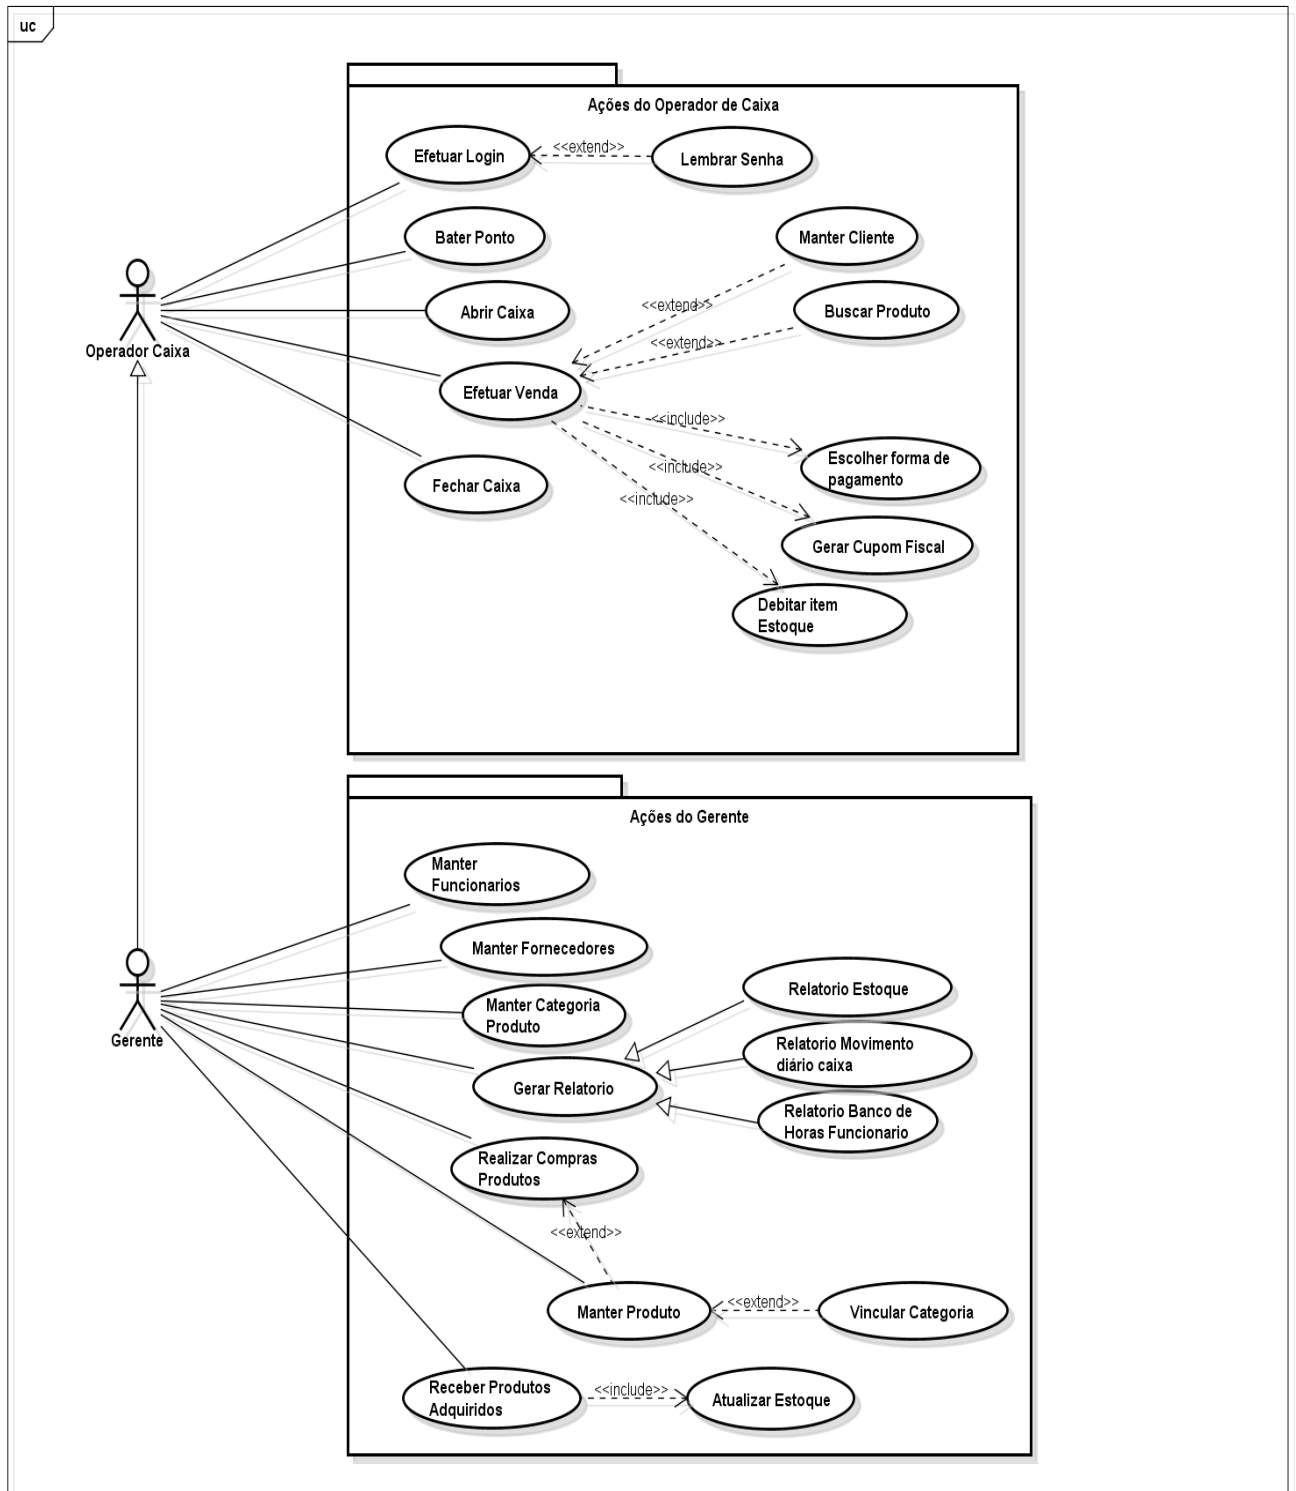 uc
Ações do Operador de Caixa
Efetuar Login
<<extend>>
Lembrar Senha
Bater Ponto
Manter Cliente
<<extend>>
Abrir Caixa
Buscar Produto
<<extend>>
Operador Caixa
Efetuar Venda
<<include>>
Escolher forma de
pagamento
<<include>>
Fechar Caixa
<<include>>
Gerar Cupom Fiscal
Debitar item
Estoque
Ações do Gerente
Manter
Funcionarios
Manter Fornecedores
Relatorio Estoque
Manter Categoria
Produto
Gerente
Relatorio Movimento
diário caixa
Gerar Relatorio
Relatorio Banco de
Horas Funcionario
Realizar Compras
Produtos
<<extend>>
Manter Produto
<<extend>>
Vincular Categoria
Receber Produtos
Adquiridos
<<include>>
Atualizar Estoque